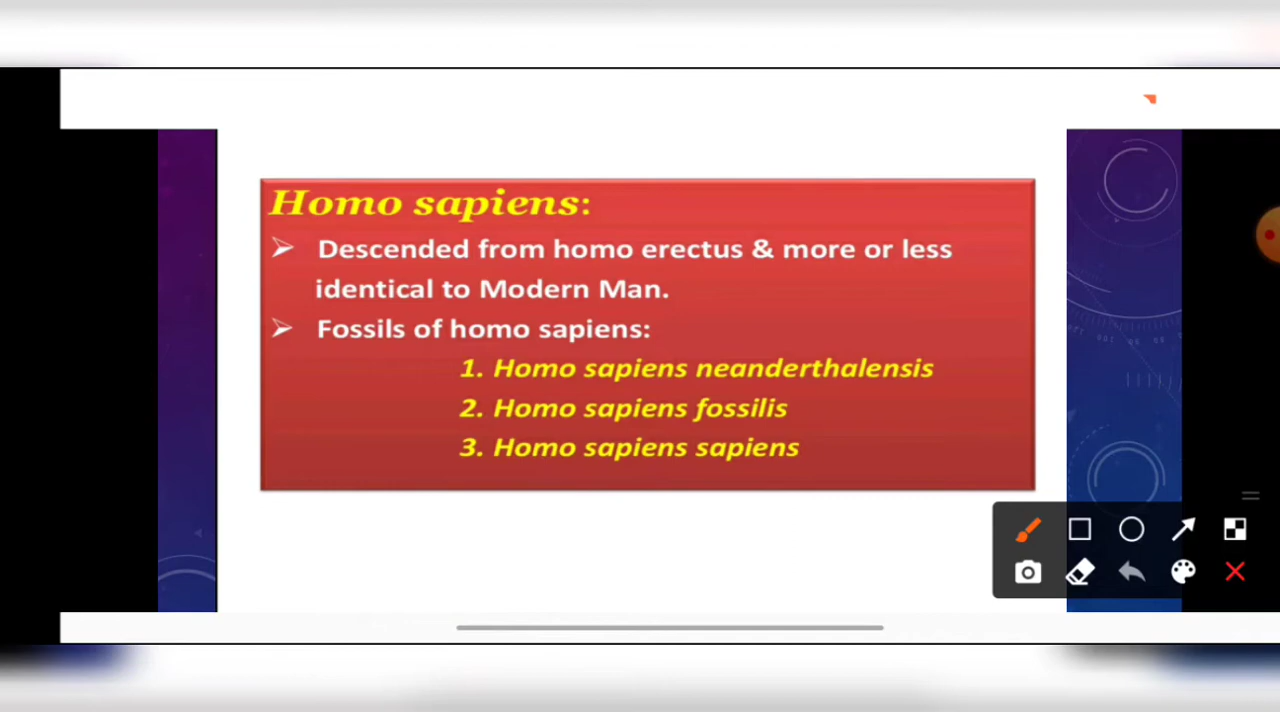 Homo sapiens:
➢ Descended from homo erectus & more or less
identical to Modern Man.
➢ Fossils of homo sapiens:
1. Homo sapiens neanderthalensis
2. Homo sapiens fossilis
3. Homo sapiens sapiens